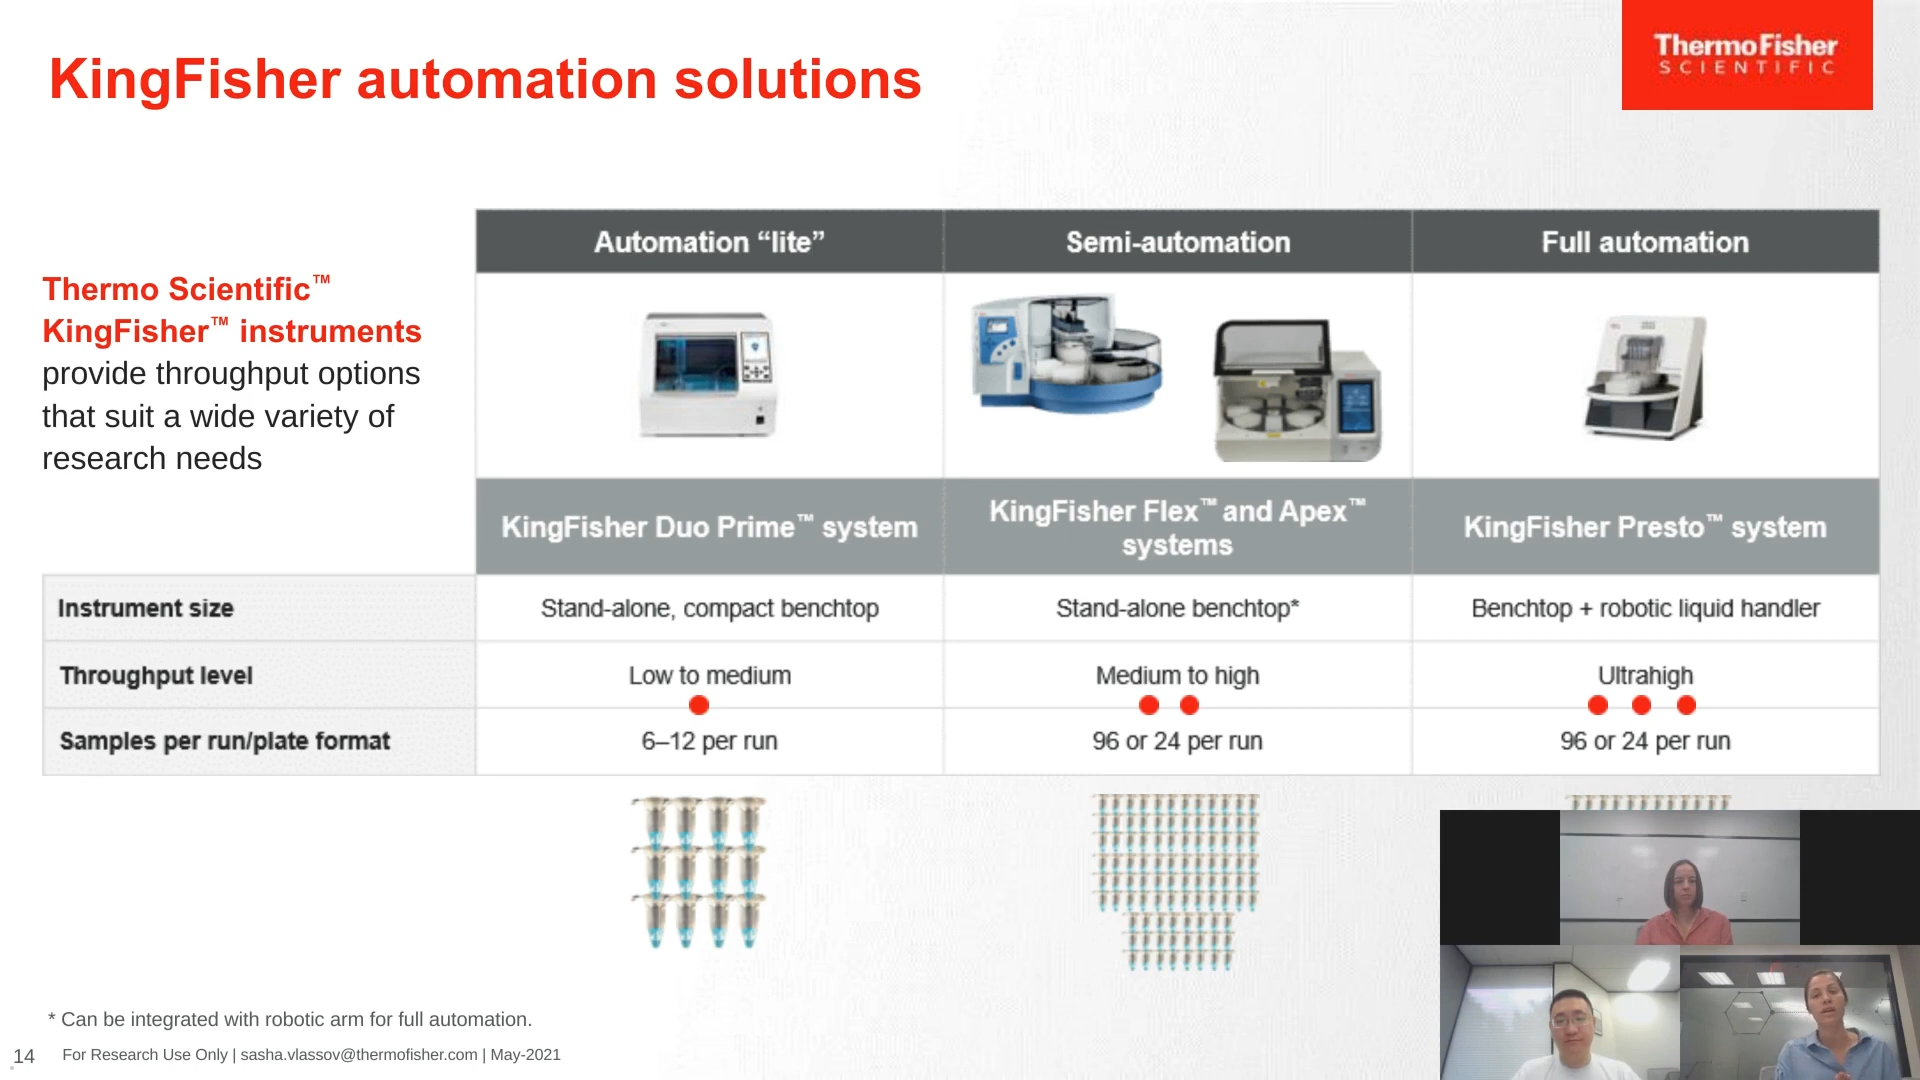 KingFisher automation solutions
ThermoFisher
SCIENTIFIC
Thermo Scientific™
KingFisher™ instruments
provide throughput options
that suit a wide variety of
research needs
Automation “lite”
Semi-automation
Full automation
KingFisher Duo Prime™ system
KingFisher Flex™ and Apex™
systems
KingFisher Presto™ system
Instrument size
Stand-alone, compact benchtop
Stand-alone benchtop*
Benchtop + robotic liquid handler
Throughput level
Low to medium
Medium to high
Ultrahigh
Samples per run/plate format
6–12 per run
96 or 24 per run
96 or 24 per run
* Can be integrated with robotic arm for full automation.
14
For Research Use Only | sasha.vlassov@thermofisher.com | May-2021